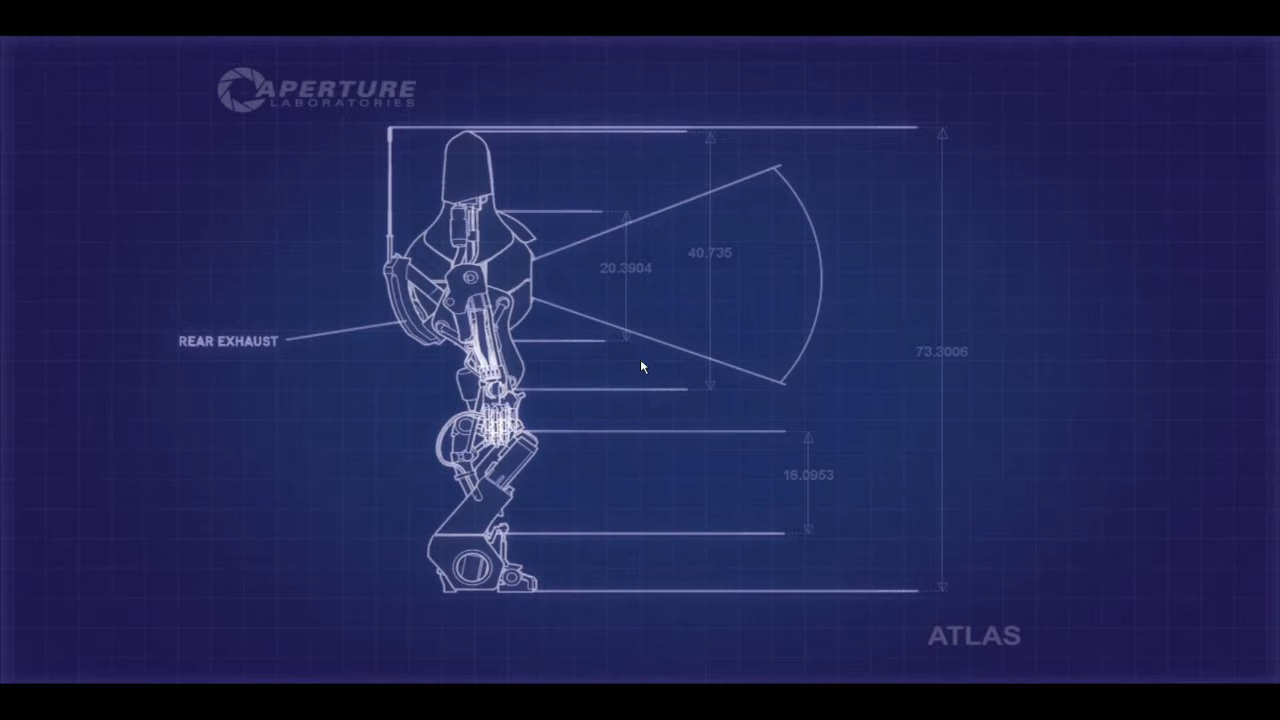 APERTURE
LABORATORIES
40.735
20.3904
REAR EXHAUST
73.3006
16.0953
ATLAS